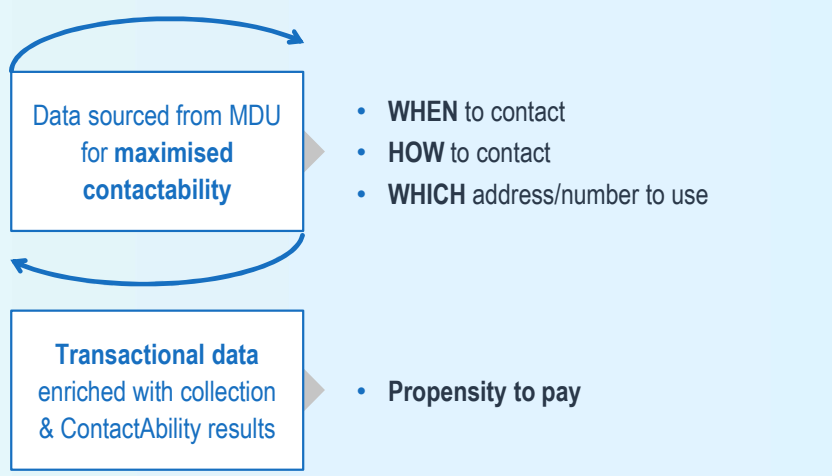 Data sourced from MDU
for maximised
contactability
• WHEN to contact
• HOW to contact
• WHICH address/number to use
Transactional data
enriched with collection
& ContactAbility results
• Propensity to pay